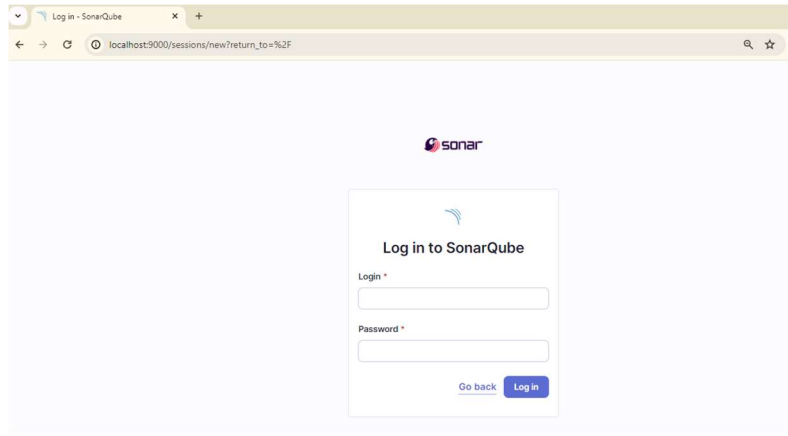 Log in - SonarQube
localhost:9000/sessions/new?return_to=%2F
sonar
Log in to SonarQube
Login *
Password *
Go back Log in